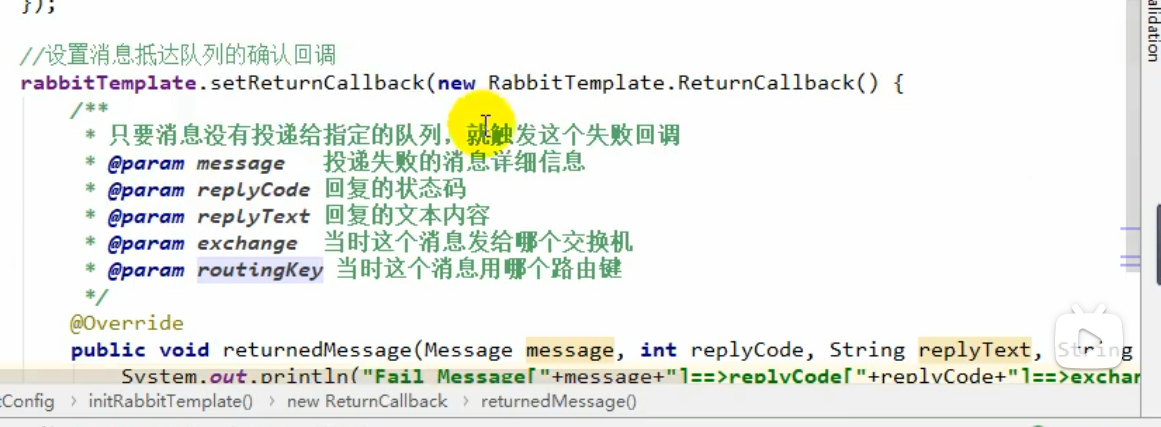 });
//设置消息抵达队列的确认回调
rabbitTemplate.setReturnCallback(new RabbitTemplate.ReturnCallback() {
/**
* 只要消息没有投递给指定的队列，就触发这个失败回调
* @param message 投递失败的消息详细信息
* @param replyCode 回复的状态码
* @param replyText 回复的文本内容
* @param exchange 当时这个消息发给哪个交换机
* @param routingKey 当时这个消息用哪个路由键
*/
@Override
public void returnedMessage(Message message, int replyCode, String replyText, String
System.out.println("Fail Message["+message+"]==>replyCode["+replyCode+"]==>exchan
tConfig > initRabbitTemplate() > new ReturnCallback > returnedMessage()
alidation